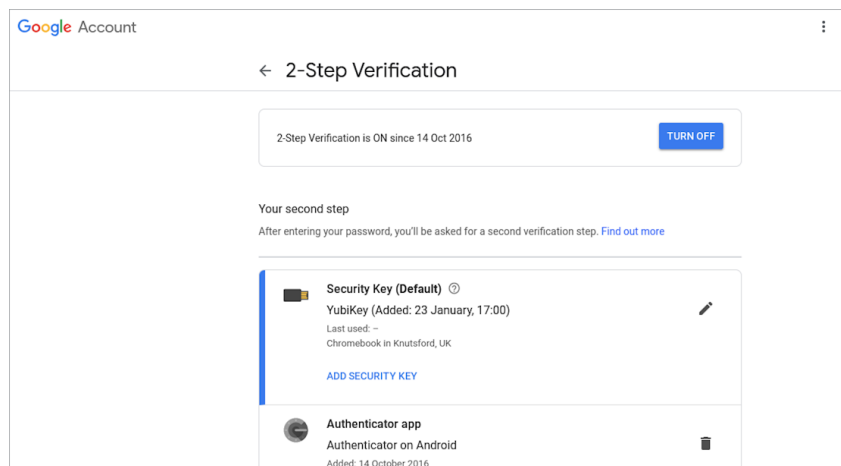 Google Account
2-Step Verification
2-Step Verification is ON since 14 Oct 2016
TURN OFF
Your second step
After entering your password, you'll be asked for a second verification step. Find out more
Security Key (Default)
YubiKey (Added: 23 January, 17:00)
Last used: –
Chromebook in Knutsford, UK
ADD SECURITY KEY
Authenticator app
Authenticator on Android
Added: 14 October 2016